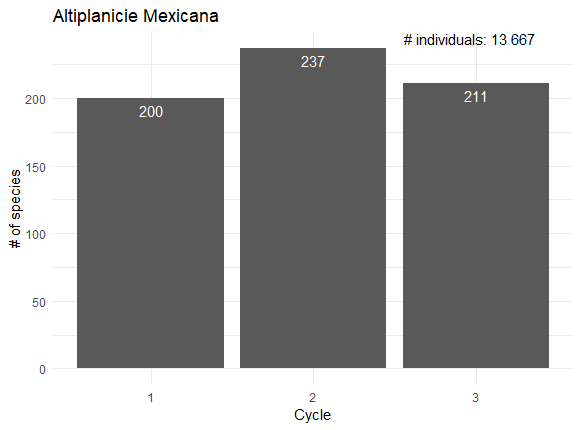 Altiplanicie Mexicana
# individuals: 13 667
237
211
200
# of species
200
150
100
50
0
1
2
3
Cycle